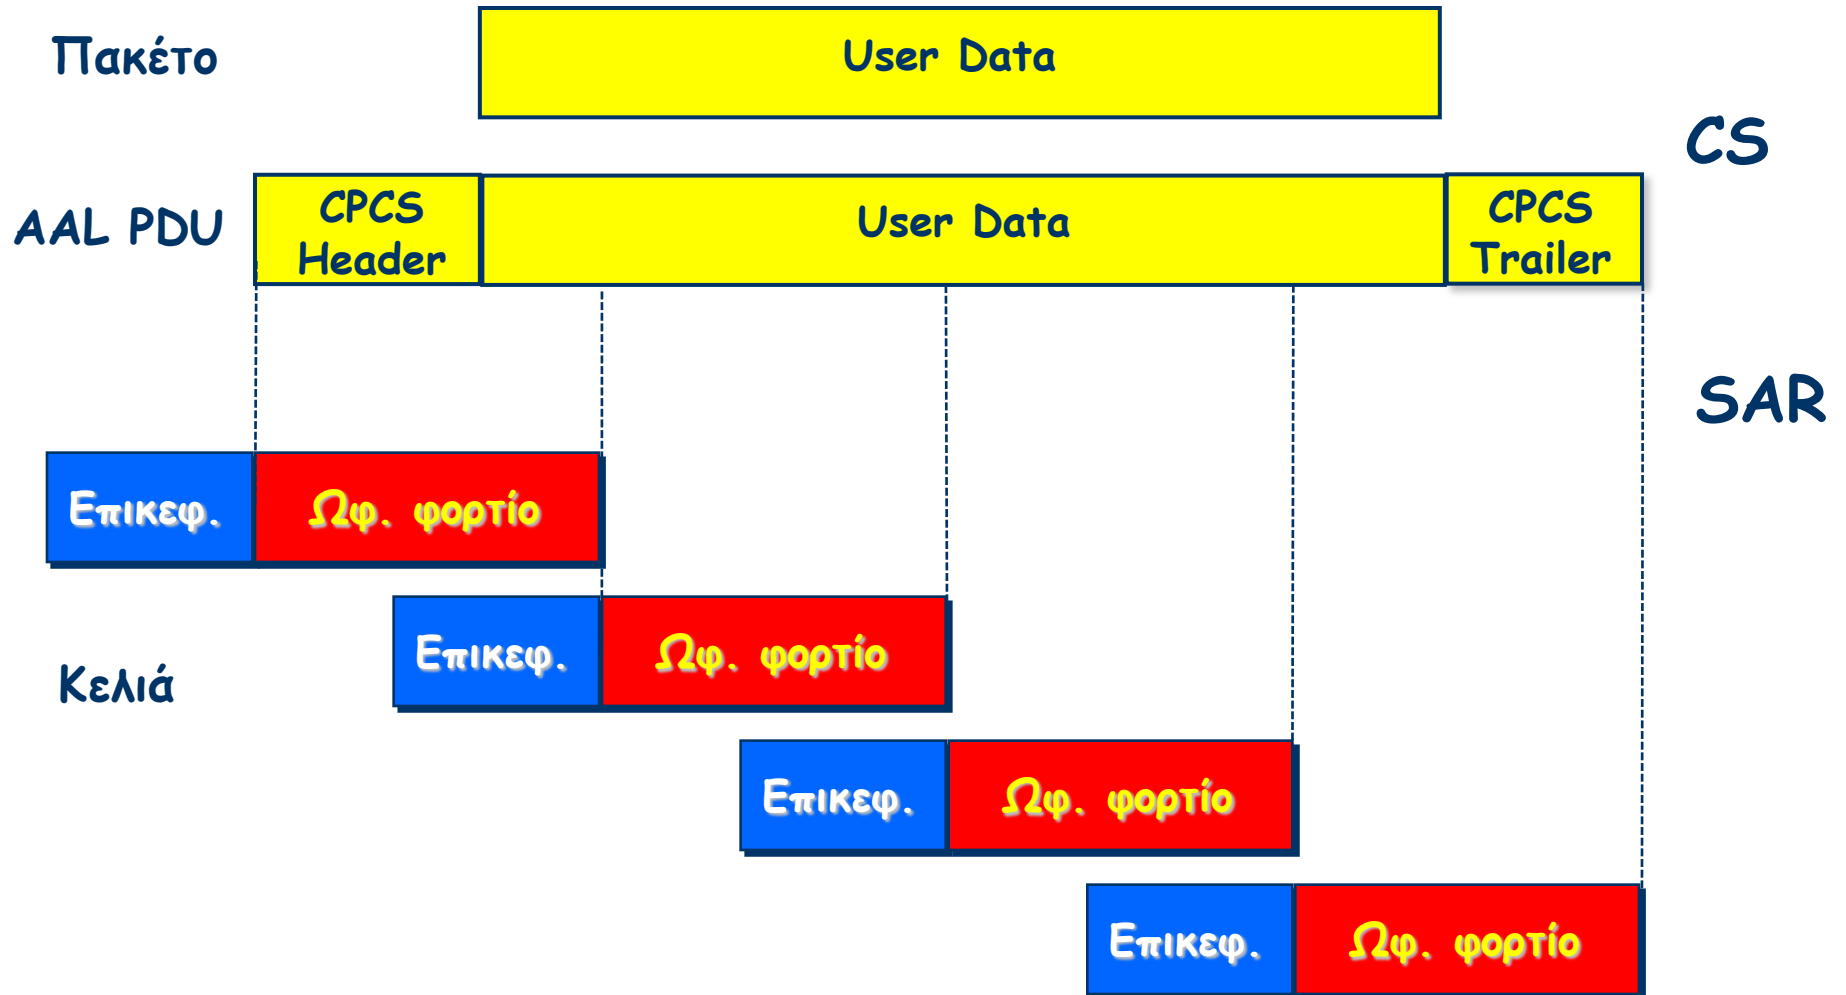 Πακέτο
User Data
CS
AAL PDU
CPCS
Header
User Data
CPCS
Trailer
SAR
Επικεφ.
Ωφ. φορτίο
Επικεφ.
Ωφ. φορτίο
Κελιά
Επικεφ.
Ωφ. φορτίο
Επικεφ.
Ωφ. φορτίο